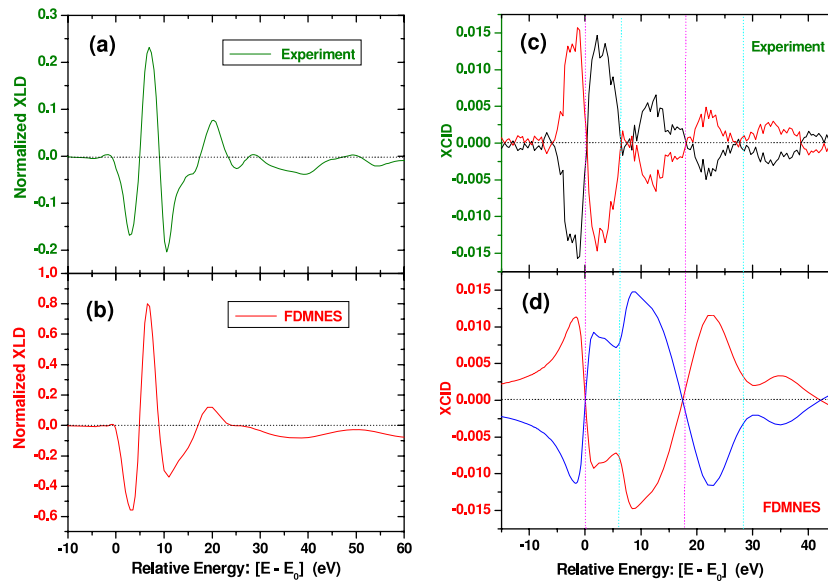 (a)
Experiment
Normalized XLD
0.3
0.2
0.1
0.0
-0.1
-0.2
(b)
FDMNES
Normalized XLD
1.0
0.8
0.6
0.4
0.2
0.0
-0.2
-0.4
-0.6
-10 0 10 20 30 40 50 60
Relative Energy: [E - E0] (eV)
(c)
Experiment
XCID
0.015
0.010
0.005
0.000
-0.005
-0.010
-0.015
(d)
FDMNES
XCID
0.015
0.010
0.005
0.000
-0.005
-0.010
-0.015
-10 0 10 20 30 40
Relative Energy: [E - E0] (eV)